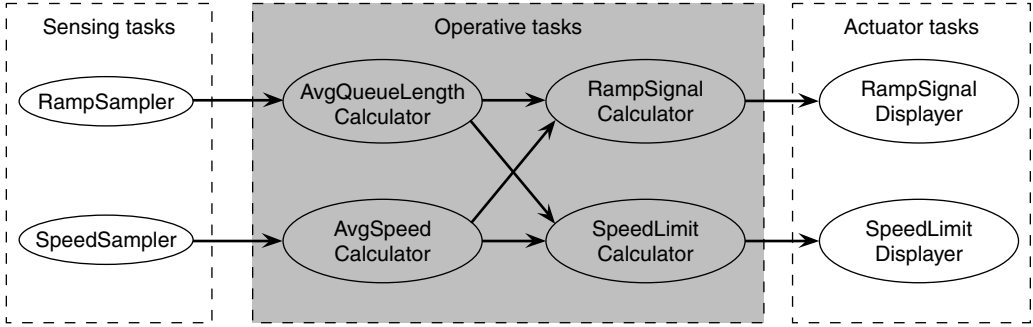 Sensing tasks
Operative tasks
Actuator tasks
RampSampler
AvgQueueLength
Calculator
RampSignal
Calculator
RampSignal
Displayer
SpeedSampler
AvgSpeed
Calculator
SpeedLimit
Calculator
SpeedLimit
Displayer